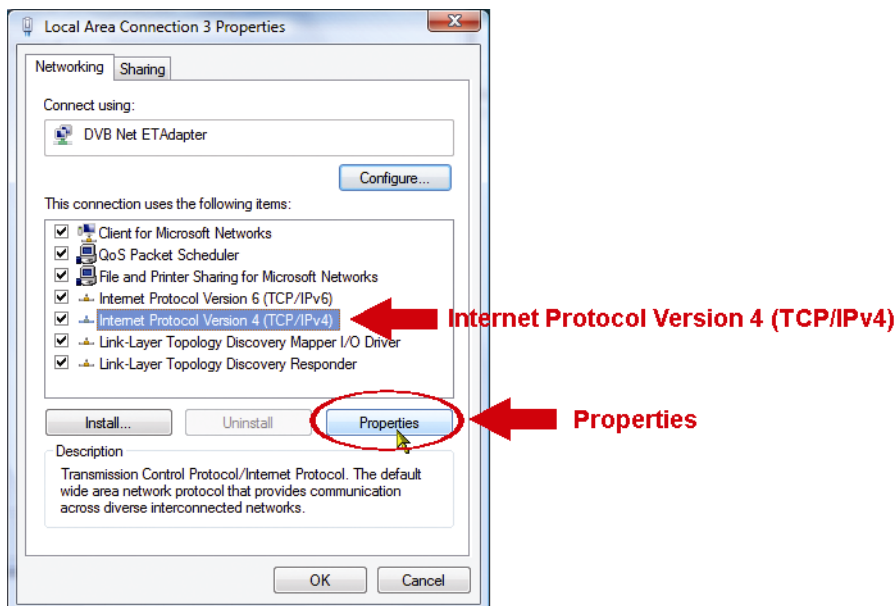 Local Area Connection 3 Properties
Networking
Sharing
Connect using:
DVB Net ETAdapter
Configure...
This connection uses the following items:
Client for Microsoft Networks
QoS Packet Scheduler
File and Printer Sharing for Microsoft Networks
Internet Protocol Version 6 (TCP/IPv6)
Internet Protocol Version 4 (TCP/IPv4)
Internet Protocol Version 4 (TCP/IPv4)
Link-Layer Topology Discovery Mapper I/O Driver
Link-Layer Topology Discovery Responder
Install...
Uninstall
Properties
Properties
Description
Transmission Control Protocol/Internet Protocol. The default
wide area network protocol that provides communication
across diverse interconnected networks.
OK
Cancel